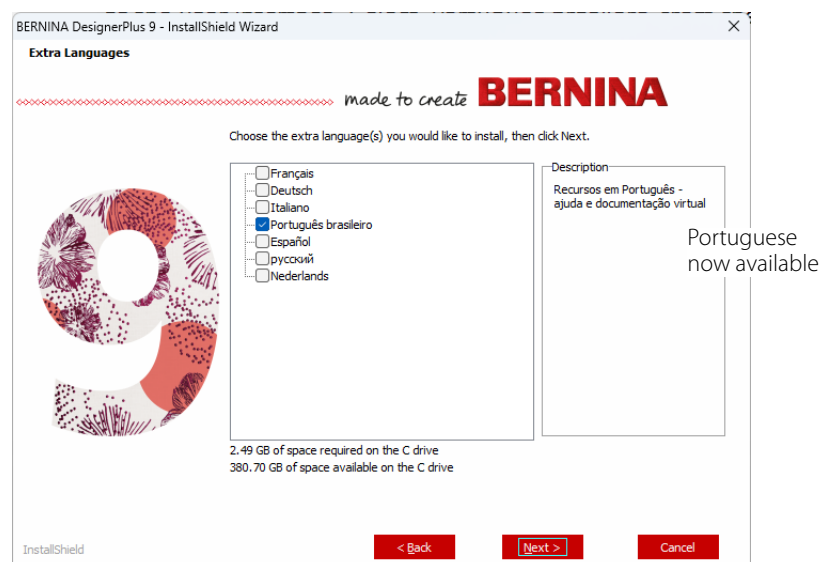 BERNINA DesignerPlus 9 - InstallShield Wizard
Extra Languages
made to create BERNINA
Choose the extra language(s) you would like to install, then click Next.
Français
Deutsch
Italiano
Português brasileiro
Español
русский
Nederlands
Description
Recursos em Português -
ajuda e documentação virtual
Portuguese
now available
9
2.49 GB of space required on the C drive
380.70 GB of space available on the C drive
InstallShield
< Back
Next >
Cancel